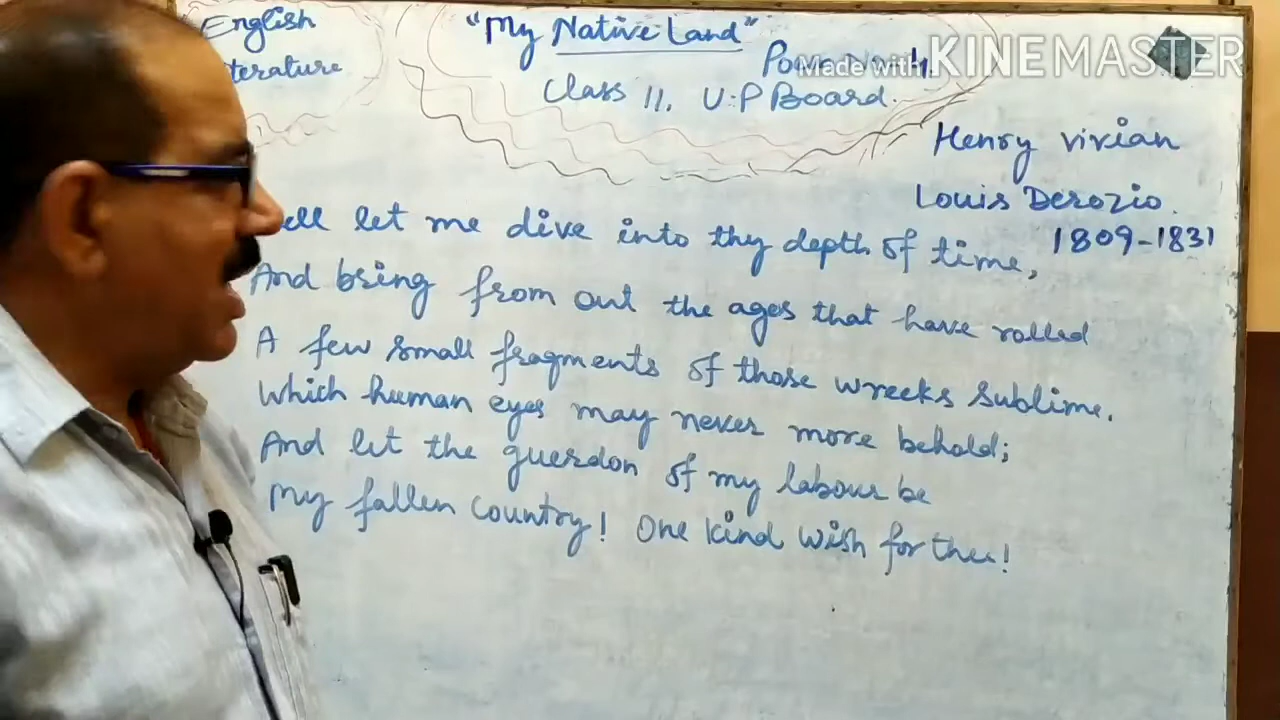 English
"My Native Land"
terature
Made with KINEMASTER
Class 11. U.P Board.
Henry vivian
Louis Derozio.
1809-1831
ell let me dive into thy depth of time,
And bring from out the ages that have rolled
A few small fragments of those wrecks sublime.
Which human eyes may never more behold;
And let the guerdon of my labour be
My fallen country! One kind wish for thee!